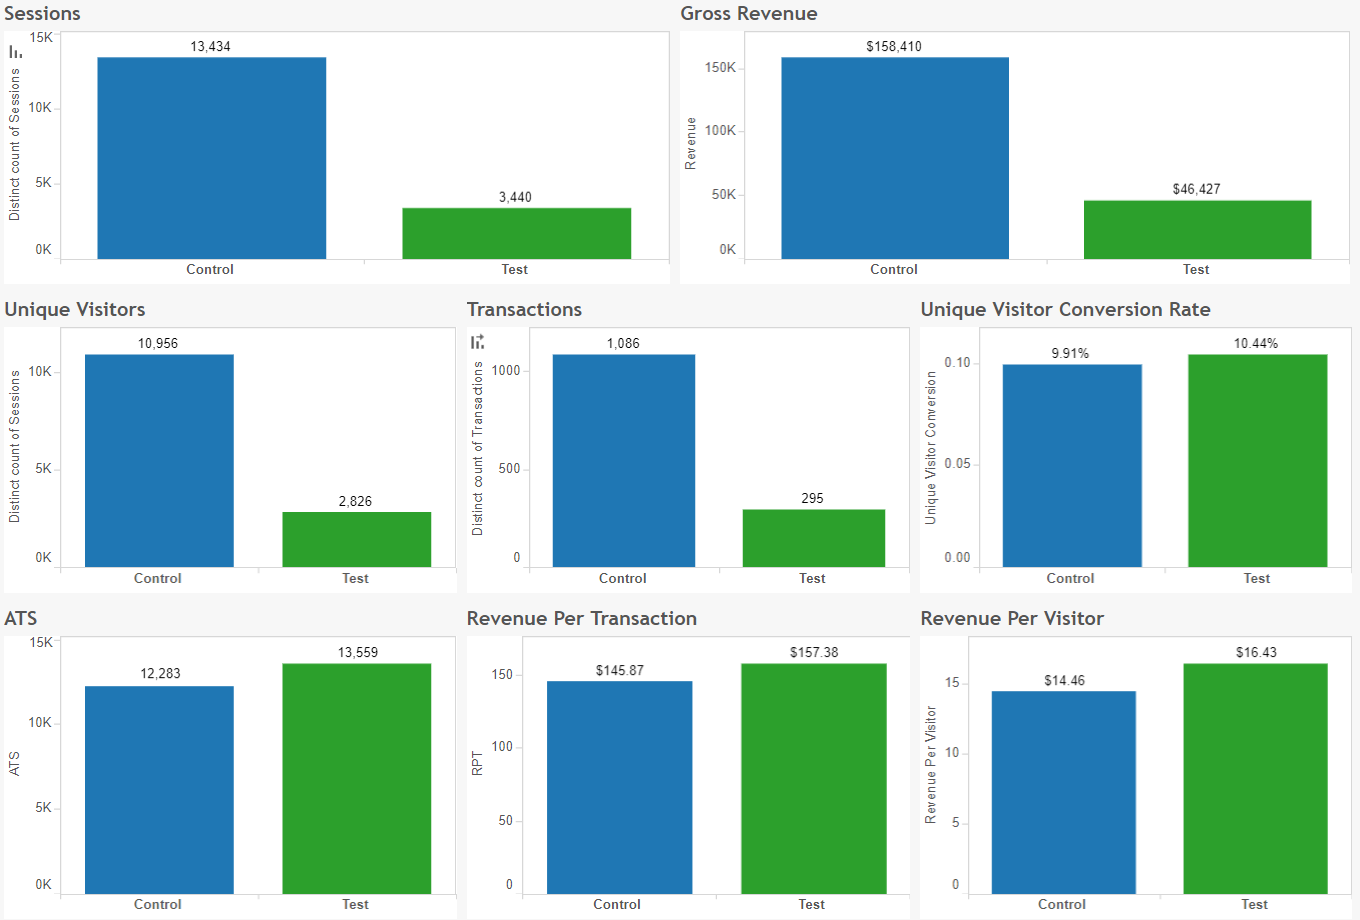 Sessions
Distinct count of Sessions
15K
10K
5K
0K
13,434
3,440
Control
Test
Gross Revenue
Revenue
150K
100K
50K
0K
$158,410
$46,427
Control
Test
Unique Visitors
Distinct count of Sessions
10K
5K
0K
10,956
2,826
Control
Test
Transactions
Distinct count of Transactions
1000
500
0
1,086
295
Control
Test
Unique Visitor Conversion Rate
Unique Visitor Conversion
0.10
0.05
0.00
9.91%
10.44%
Control
Test
ATS
ATS
15K
10K
5K
0K
12,283
13,559
Control
Test
Revenue Per Transaction
RPT
150
100
50
0
$145.87
$157.38
Control
Test
Revenue Per Visitor
Revenue Per Visitor
15
10
5
0
$14.46
$16.43
Control
Test